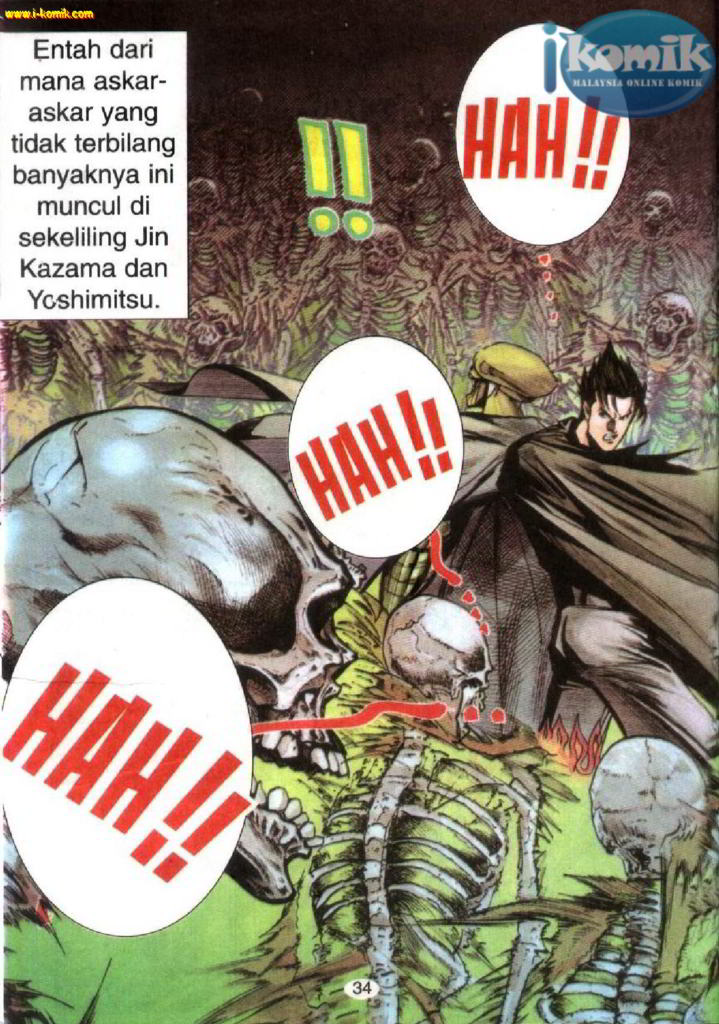 www.i-komik.com
iKomik
MALAYSIA ONLINE KOMIK
Entah dari
mana askar-
askar yang
tidak terbilang
banyaknya ini
muncul di
sekeliling Jin
Kazama dan
Yoshimitsu.
!!
HAH!!
HAH!!
HAH!!
34